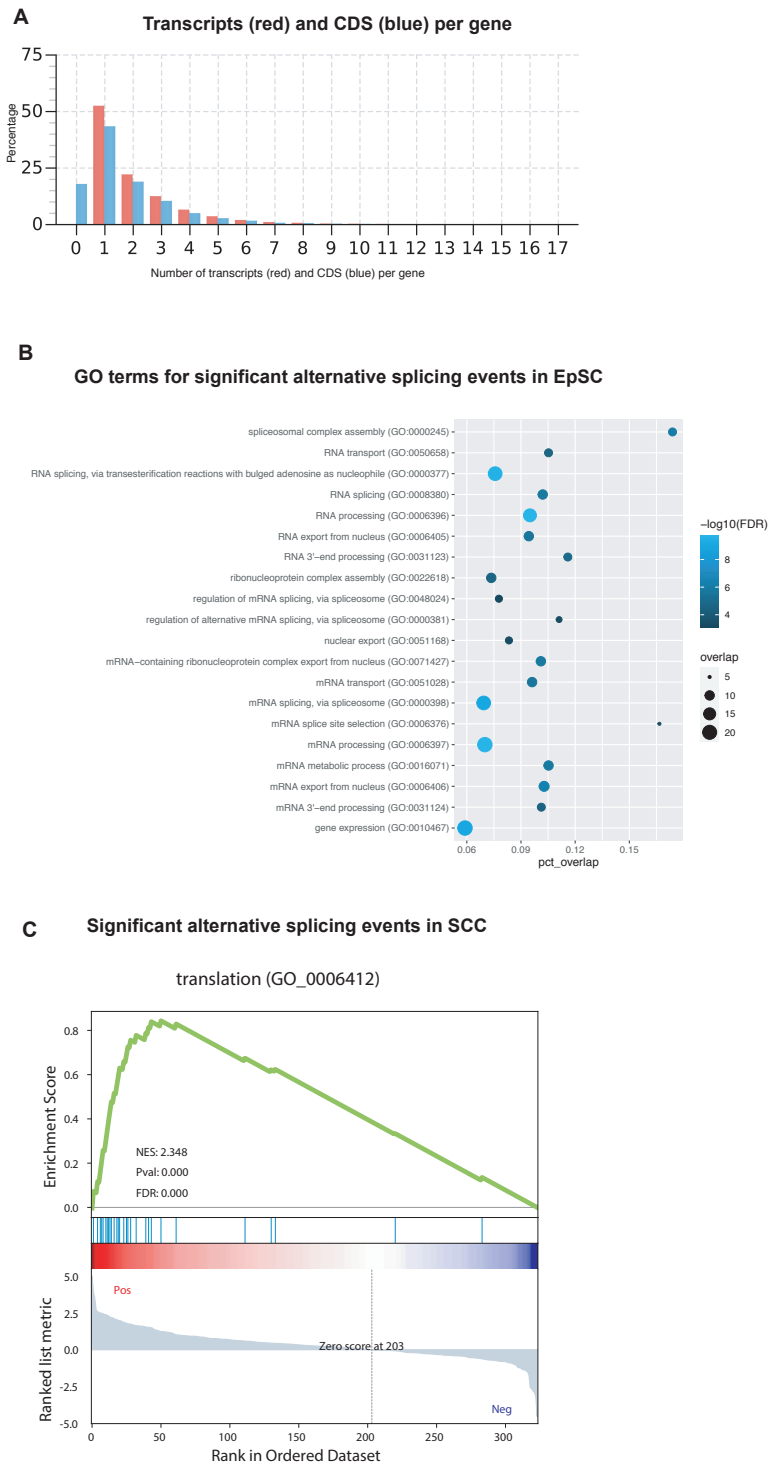 A
Transcripts (red) and CDS (blue) per gene
75
50
25
0
Percentage
0 1 2 3 4 5 6 7 8 9 10 11 12 13 14 15 16 17
Number of transcripts (red) and CDS (blue) per gene
B
GO terms for significant alternative splicing events in EpSC
spliceosomal complex assembly (GO:0000245)
RNA transport (GO:0050658)
RNA splicing, via transesterification reactions with bulged adenosine as nucleophile (GO:0000377)
RNA splicing (GO:0008380)
RNA processing (GO:0006396)
RNA export from nucleus (GO:0006405)
RNA 3'-end processing (GO:0031123)
ribonucleoprotein complex assembly (GO:0022618)
regulation of mRNA splicing, via spliceosome (GO:0048024)
regulation of alternative mRNA splicing, via spliceosome (GO:0000381)
nuclear export (GO:0051168)
mRNA-containing ribonucleoprotein complex export from nucleus (GO:0071427)
mRNA transport (GO:0051028)
mRNA splicing, via spliceosome (GO:0000398)
mRNA splice site selection (GO:0006376)
mRNA processing (GO:0006397)
mRNA metabolic process (GO:0016071)
mRNA export from nucleus (GO:0006406)
mRNA 3'-end processing (GO:0031124)
gene expression (GO:0010467)
0.06 0.09 0.12 0.15
pct_overlap
−log10(FDR)
8
6
4
overlap
5
10
15
20
C
Significant alternative splicing events in SCC
translation (GO_0006412)
Enrichment Score
0.8
0.6
0.4
0.2
0.0
NES: 2.348
Pval: 0.000
FDR: 0.000
Ranked list metric
5.0
2.5
0.0
-2.5
-5.0
Pos
Zero score at 203
Neg
0 50 100 150 200 250 300
Rank in Ordered Dataset